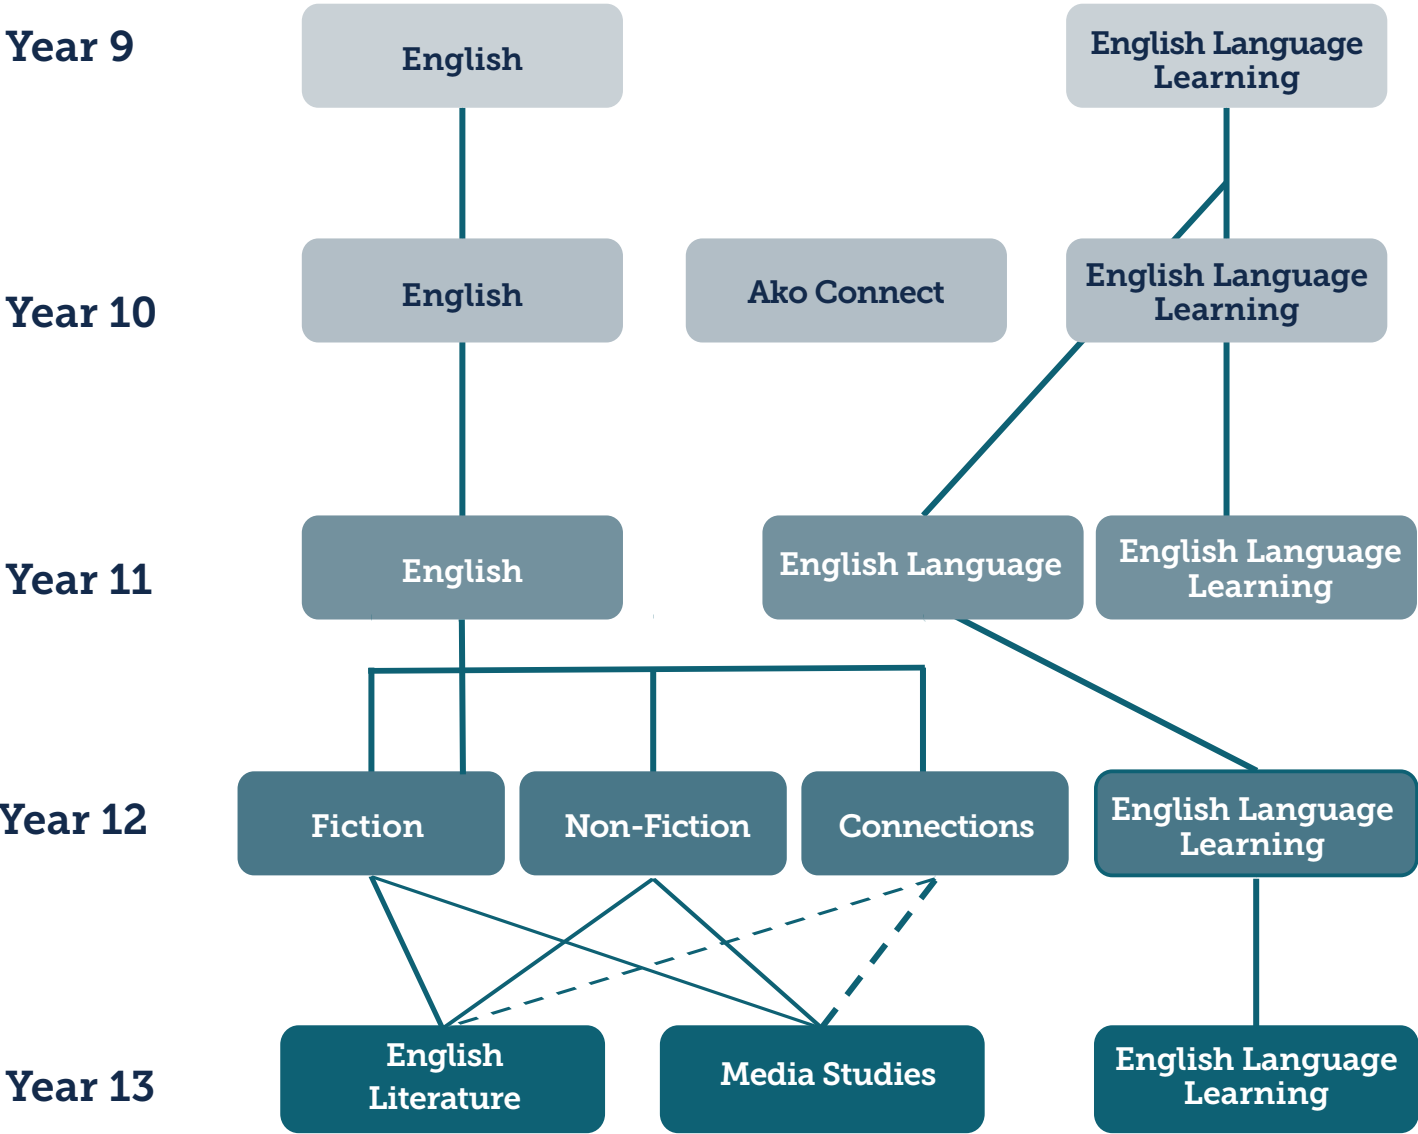 Year 9
English
English Language
Learning
Year 10
English
Ako Connect
English Language
Learning
Year 11
English
English Language
English Language
Learning
Year 12
Fiction
Non-Fiction
Connections
English Language
Learning
Year 13
English
Literature
Media Studies
English Language
Learning